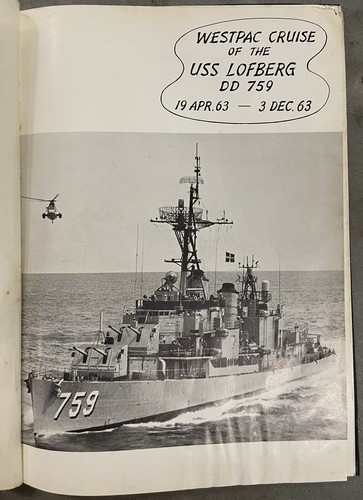 WESTPAC CRUISE
OF THE
USS LOFBERG
DD 759
19 APR. 63 — 3 DEC. 63
759